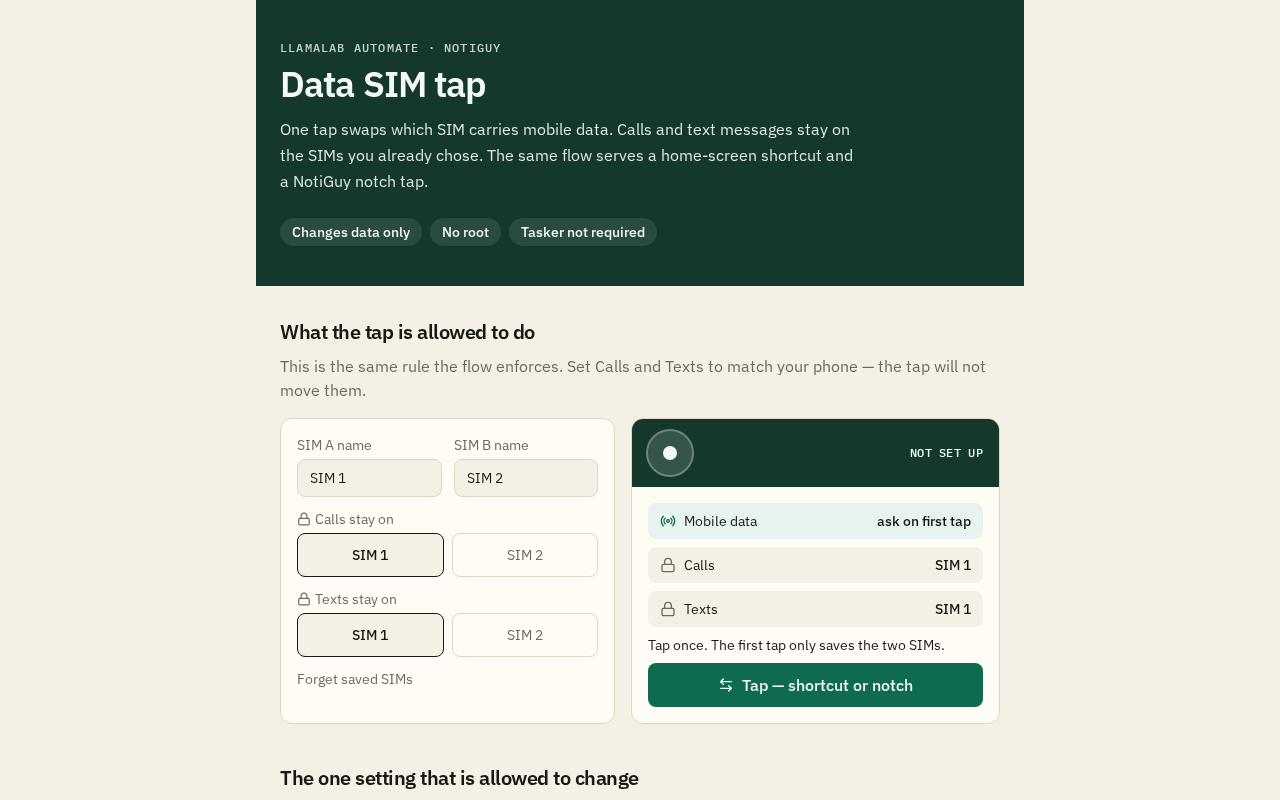 LLAMALAB AUTOMATE · NOTIGUY
Data SIM tap
One tap swaps which SIM carries mobile data. Calls and text messages stay on
the SIMs you already chose. The same flow serves a home-screen shortcut and
a NotiGuy notch tap.
Changes data only
No root
Tasker not required
What the tap is allowed to do
This is the same rule the flow enforces. Set Calls and Texts to match your phone — the tap will not
move them.
SIM A name
SIM B name
SIM 1
SIM 2
Calls stay on
SIM 1
SIM 2
Texts stay on
SIM 1
SIM 2
Forget saved SIMs
NOT SET UP
Mobile data
ask on first tap
Calls
SIM 1
Texts
SIM 1
Tap once. The first tap only saves the two SIMs.
Tap — shortcut or notch
The one setting that is allowed to change